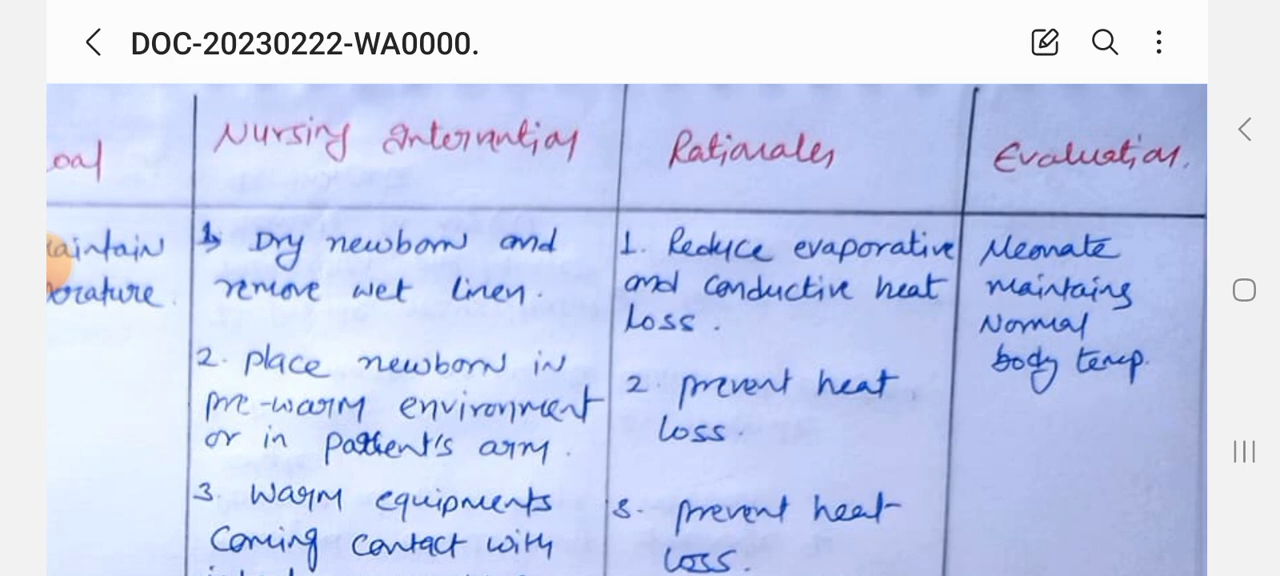 DOC-20230222-WA0000.
oal
Nursing Intervention
Rationales
Evaluation.
aintain
erature.
1 Dry newborn and
remove wet linen.
2. place newborn in
pre-warm environment
or in patient's arm.
3. warm equipments
Coming contact with
1. Reduce evaporative
and conductive heat
loss.
2. prevent heat
loss.
3. prevent heat
loss.
Neonate
maintains
Normal
body temp.